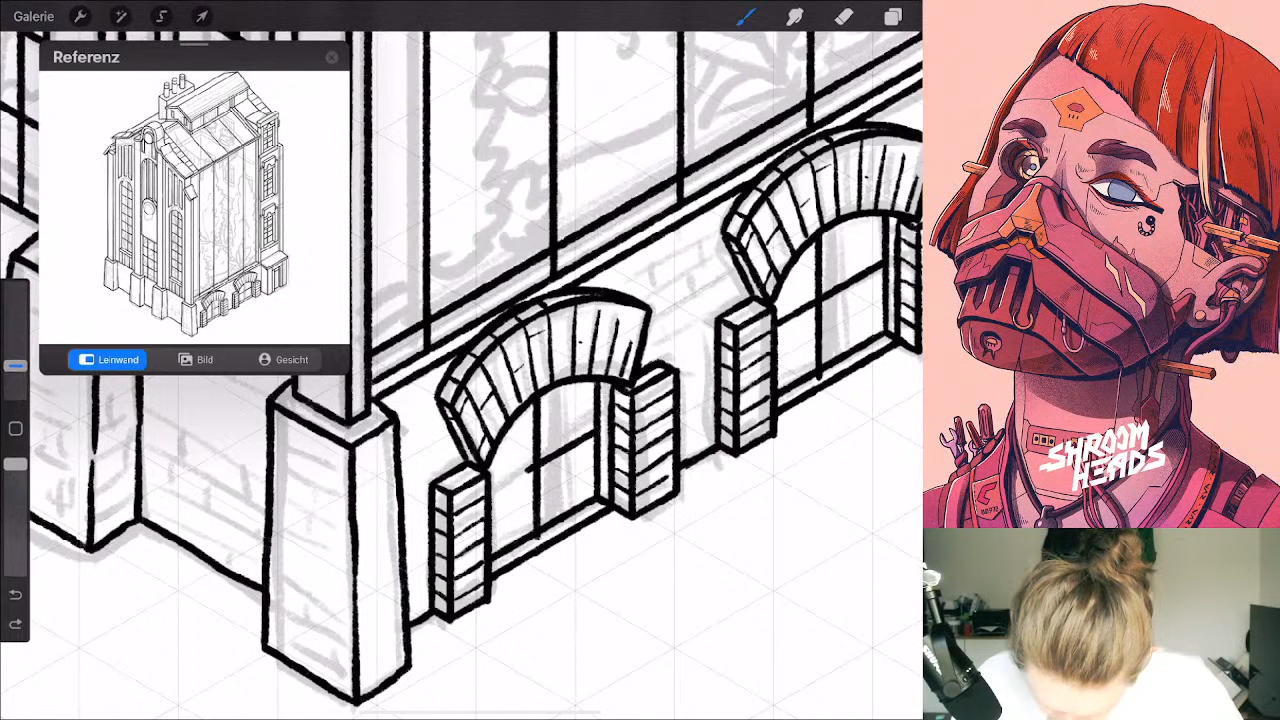 Galerie
Referenz
Leinwand
Bild
Gesicht
SHROOM
HEADS